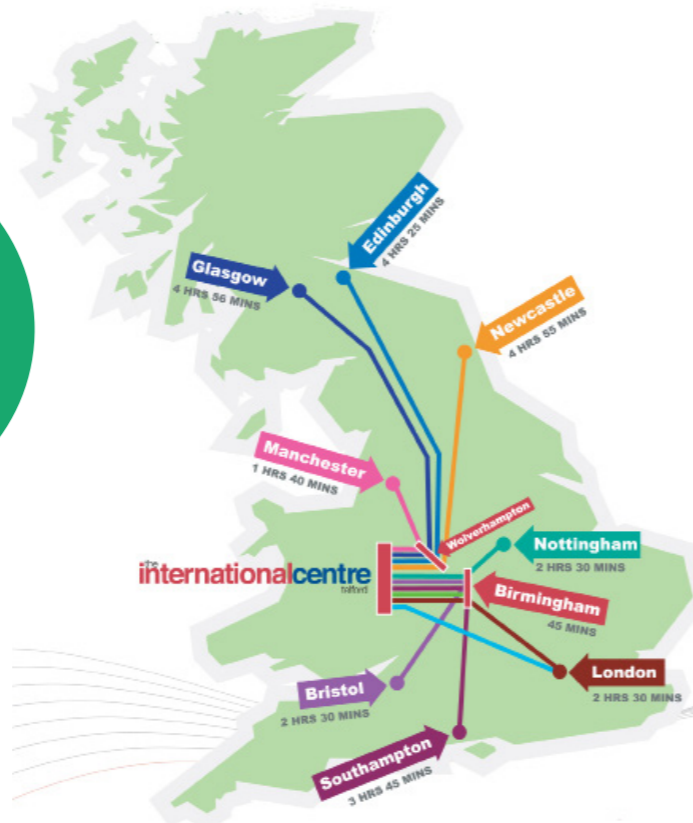 Edinburgh
4 HRS 25 MINS
Glasgow
4 HRS 56 MINS
Newcastle
4 HRS 55 MINS
Manchester
1 HRS 40 MINS
Wolverhampton
Nottingham
2 HRS 30 MINS
the
internationalcentre
telford
Birmingham
45 MINS
London
2 HRS 30 MINS
Bristol
2 HRS 30 MINS
Southampton
3 HRS 45 MINS